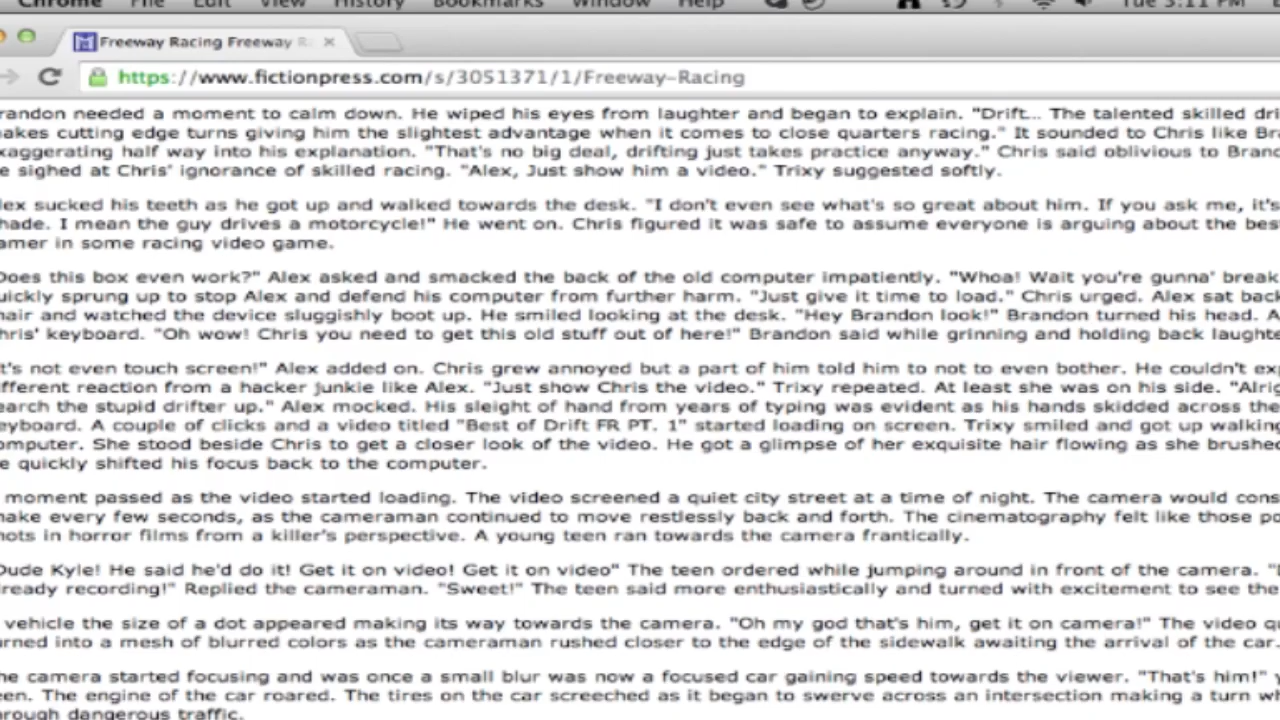 Chrome File Edit View History Bookmarks Window Help Tue 5:11 PM
Freeway Racing Freeway R
https://www.fictionpress.com/s/3051371/1/Freeway-Racing
randon needed a moment to calm down. He wiped his eyes from laughter and began to explain. "Drift... The talented skilled dri
akes cutting edge turns giving him the slightest advantage when it comes to close quarters racing." It sounded to Chris like Br
xaggerating half way into his explanation. "That's no big deal, drifting just takes practice anyway." Chris said oblivious to Brand
e sighed at Chris' ignorance of skilled racing. "Alex, Just show him a video." Trixy suggested softly.
lex sucked his teeth as he got up and walked towards the desk. "I don't even see what's so great about him. If you ask me, it's
hade. I mean the guy drives a motorcycle!" He went on. Chris figured it was safe to assume everyone is arguing about the bes
amer in some racing video game.
Does this box even work?" Alex asked and smacked the back of the old computer impatiently. "Whoa! Wait you're gunna' break
uickly sprung up to stop Alex and defend his computer from further harm. "Just give it time to load." Chris urged. Alex sat back
hair and watched the device sluggishly boot up. He smiled looking at the desk. "Hey Brandon look!" Brandon turned his head. A
hris' keyboard. "Oh wow! Chris you need to get this old stuff out of here!" Brandon said while grinning and holding back laughte
t's not even touch screen!" Alex added on. Chris grew annoyed but a part of him told him to not to even bother. He couldn't exp
ifferent reaction from a hacker junkie like Alex. "Just show Chris the video." Trixy repeated. At least she was on his side. "Alrig
earch the stupid drifter up." Alex mocked. His sleight of hand from years of typing was evident as his hands skidded across the
eyboard. A couple of clicks and a video titled "Best of Drift FR PT. 1" started loading on screen. Trixy smiled and got up walking
omputer. She stood beside Chris to get a closer look of the video. He got a glimpse of her exquisite hair flowing as she brushed
e quickly shifted his focus back to the computer.
moment passed as the video started loading. The video screened a quiet city street at a time of night. The camera would cons
hake every few seconds, as the cameraman continued to move restlessly back and forth. The cinematography felt like those po
hots in horror films from a killer's perspective. A young teen ran towards the camera frantically.
Dude Kyle! He said he'd do it! Get it on video! Get it on video" The teen ordered while jumping around in front of the camera. "I
lready recording!" Replied the cameraman. "Sweet!" The teen said more enthusiastically and turned with excitement to see the
vehicle the size of a dot appeared making its way towards the camera. "Oh my god that's him, get it on camera!" The video qu
urned into a mesh of blurred colors as the cameraman rushed closer to the edge of the sidewalk awaiting the arrival of the car.
he camera started focusing and was once a small blur was now a focused car gaining speed towards the viewer. "That's him!" y
een. The engine of the car roared. The tires on the car screeched as it began to swerve across an intersection making a turn wh
hrough dangerous traffic.